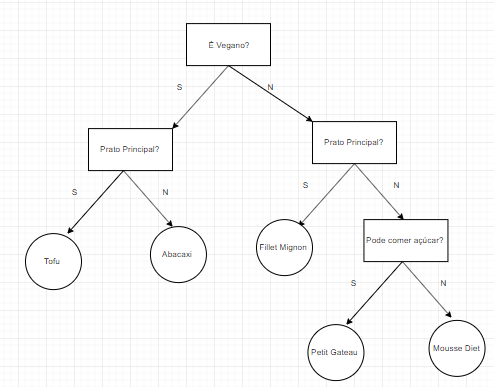 É Vegano?
S
N
Prato Principal?
Prato Principal?
S
N
S
N
Tofu
Abacaxi
Fillet Mignon
Pode comer açúcar?
S
N
Petit Gateau
Mousse Diet